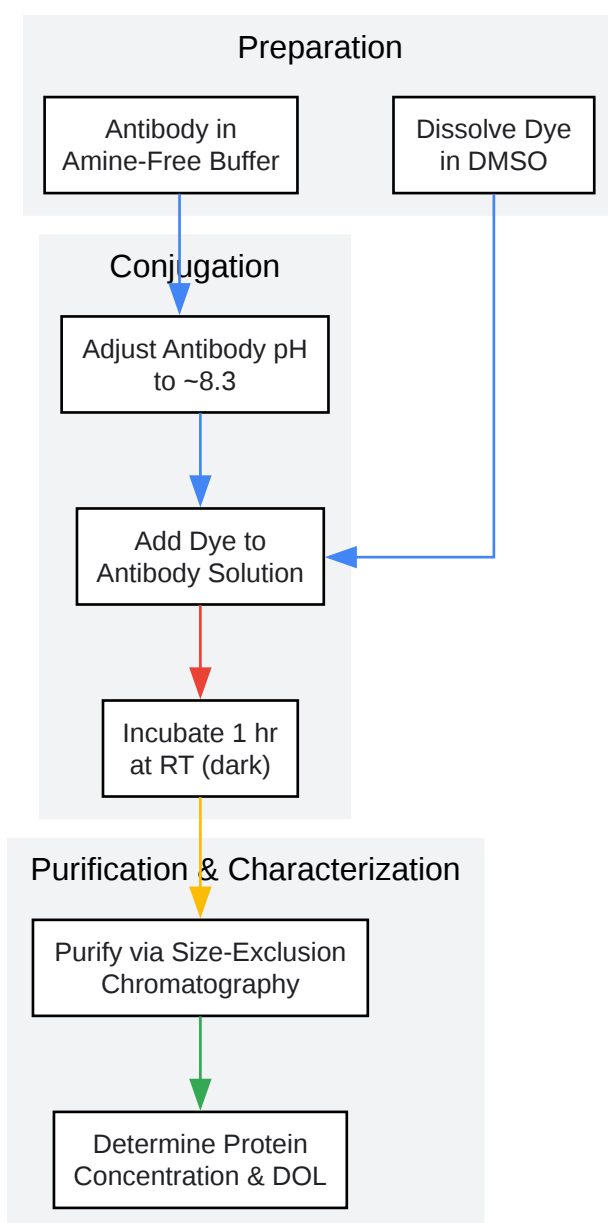 Preparation
Antibody in
Amine-Free Buffer
Dissolve Dye
in DMSO
Conjugation
Adjust Antibody pH
to ~8.3
Add Dye to
Antibody Solution
Incubate 1 hr
at RT (dark)
Purification & Characterization
Purify via Size-Exclusion
Chromatography
Determine Protein
Concentration & DOL